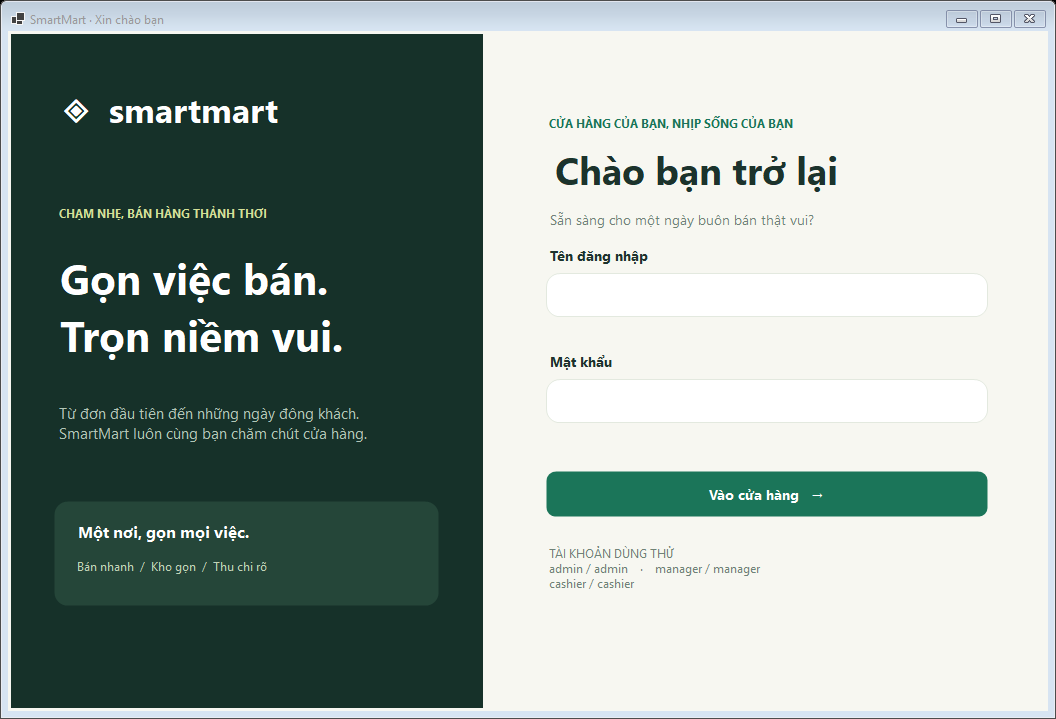 SmartMart · Xin chào bạn
smartmart
CHẠM NHẸ, BÁN HÀNG THẢNH THƠI
Gọn việc bán.
Trọn niềm vui.
Từ đơn đầu tiên đến những ngày đông khách.
SmartMart luôn cùng bạn chăm chút cửa hàng.
Một nơi, gọn mọi việc.
Bán nhanh / Kho gọn / Thu chi rõ
CỬA HÀNG CỦA BẠN, NHỊP SỐNG CỦA BẠN
Chào bạn trở lại
Sẵn sàng cho một ngày buôn bán thật vui?
Tên đăng nhập
Mật khẩu
Vào cửa hàng →
TÀI KHOẢN DÙNG THỬ
admin / admin · manager / manager
cashier / cashier